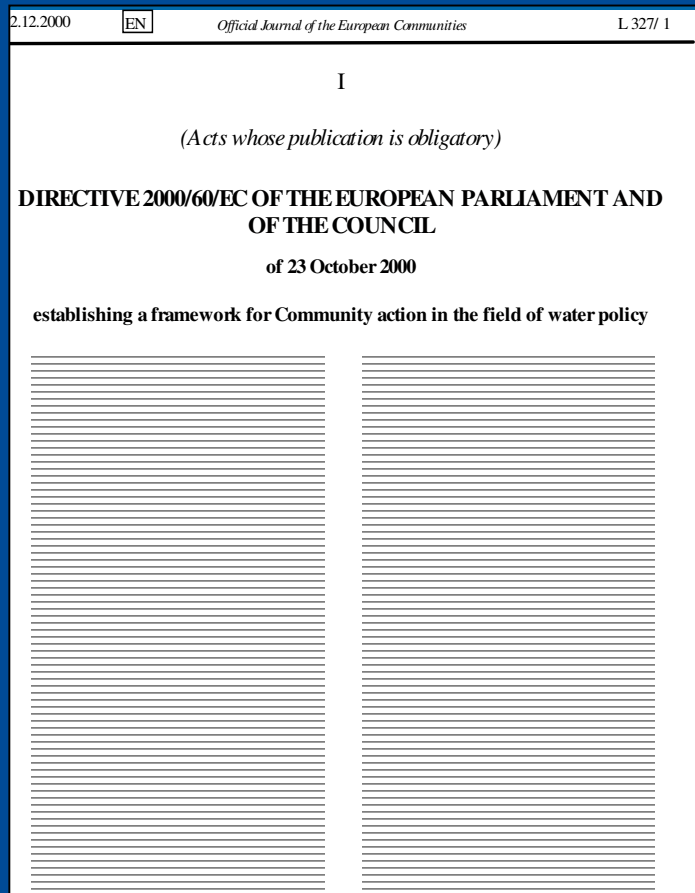 2.12.2000 EN Official Journal of the European Communities L 327/ 1
I
(Acts whose publication is obligatory)
DIRECTIVE 2000/60/EC OF THE EUROPEAN PARLIAMENT AND
OF THE COUNCIL
of 23 October 2000
establishing a framework for Community action in the field of water policy